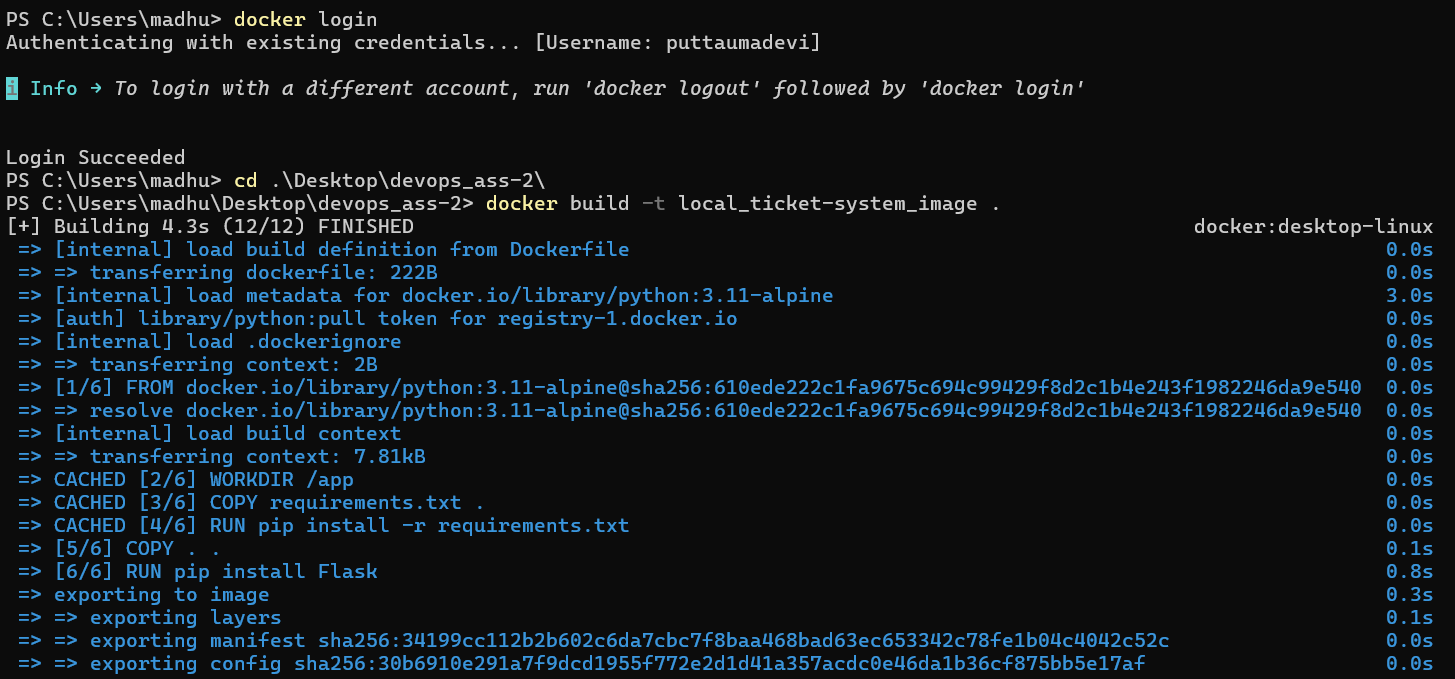 PS C:\Users\madhu> docker login
Authenticating with existing credentials... [Username: puttaumadevi]
i Info → To login with a different account, run 'docker logout' followed by 'docker login'
Login Succeeded
PS C:\Users\madhu> cd .\Desktop\devops_ass-2\
PS C:\Users\madhu\Desktop\devops_ass-2> docker build -t local_ticket-system_image .
[+] Building 4.3s (12/12) FINISHED docker:desktop-linux
=> [internal] load build definition from Dockerfile 0.0s
=> => transferring dockerfile: 222B 0.0s
=> [internal] load metadata for docker.io/library/python:3.11-alpine 3.0s
=> [auth] library/python:pull token for registry-1.docker.io 0.0s
=> [internal] load .dockerignore 0.0s
=> => transferring context: 2B 0.0s
=> [1/6] FROM docker.io/library/python:3.11-alpine@sha256:610ede222c1fa9675c694c99429f8d2c1b4e243f1982246da9e540 0.0s
=> => resolve docker.io/library/python:3.11-alpine@sha256:610ede222c1fa9675c694c99429f8d2c1b4e243f1982246da9e540 0.0s
=> [internal] load build context 0.0s
=> => transferring context: 7.81kB 0.0s
=> CACHED [2/6] WORKDIR /app 0.0s
=> CACHED [3/6] COPY requirements.txt . 0.0s
=> CACHED [4/6] RUN pip install -r requirements.txt 0.0s
=> [5/6] COPY . . 0.1s
=> [6/6] RUN pip install Flask 0.8s
=> exporting to image 0.3s
=> => exporting layers 0.1s
=> => exporting manifest sha256:34199cc112b2b602c6da7cbc7f8baa468bad63ec653342c78fe1b04c4042c52c 0.0s
=> => exporting config sha256:30b6910e291a7f9dcd1955f772e2d1d41a357acdc0e46da1b36cf875bb5e17af 0.0s